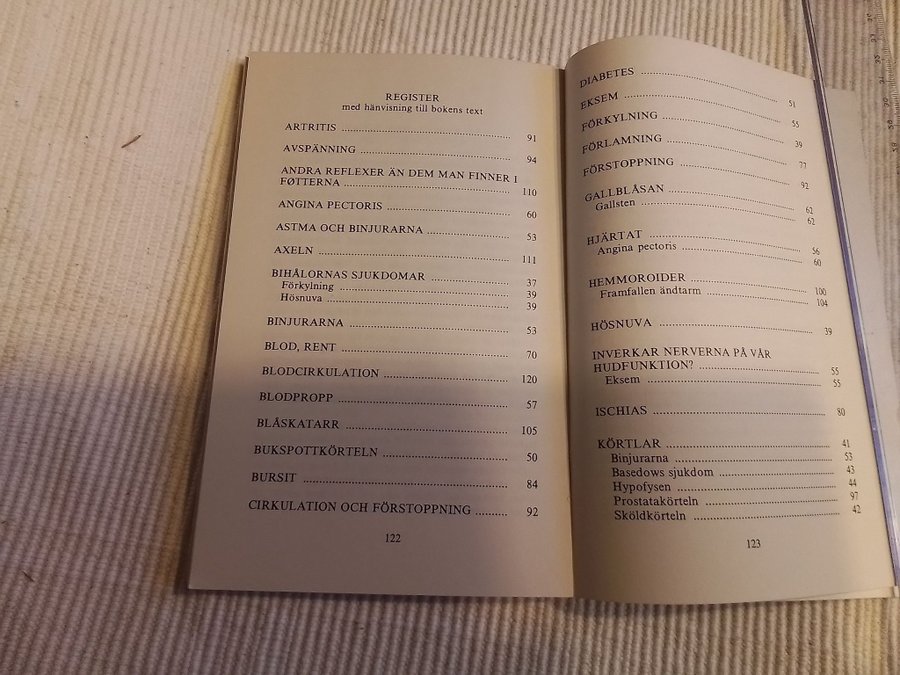 REGISTER
med hänvisning till bokens text
ARTRITIS ........ 91
AVSPÄNNING ........ 94
ANDRA REFLEXER ÄN DEM MAN FINNER I
FØTTERNA ........ 110
ANGINA PECTORIS ........ 60
ASTMA OCH BINJURARNA ........ 53
AXELN ........ 111
BIHÅLORNAS SJUKDOMAR ........ 37
Förkylning ........ 39
Hösnuva ........ 39
BINJURARNA ........ 53
BLOD, RENT ........ 70
BLODCIRKULATION ........ 120
BLODPROPP ........ 57
BLÅSKATARR ........ 105
BUKSPOTTKÖRTELN ........ 50
BURSIT ........ 84
CIRKULATION OCH FÖRSTOPPNING ........ 92
122
DIABETES ........ 51
EKSEM ........ 55
FÖRKYLNING ........ 39
FÖRLAMNING ........ 77
FÖRSTOPPNING ........ 92
GALLBLÅSAN ........ 62
Gallsten ........ 62
HJÄRTAT ........ 56
Angina pectoris ........ 60
HEMMOROIDER ........ 100
Framfallen ändtarm ........ 104
HÖSNUVA ........ 39
INVERKAR NERVERNA PÅ VÅR
HUDFUNKTION? ........ 55
Eksem ........ 55
ISCHIAS ........ 80
KÖRTLAR ........ 41
Binjurarna ........ 53
Basedows sjukdom ........ 43
Hypofysen ........ 44
Prostatakörteln ........ 97
Sköldkörteln ........ 42
123